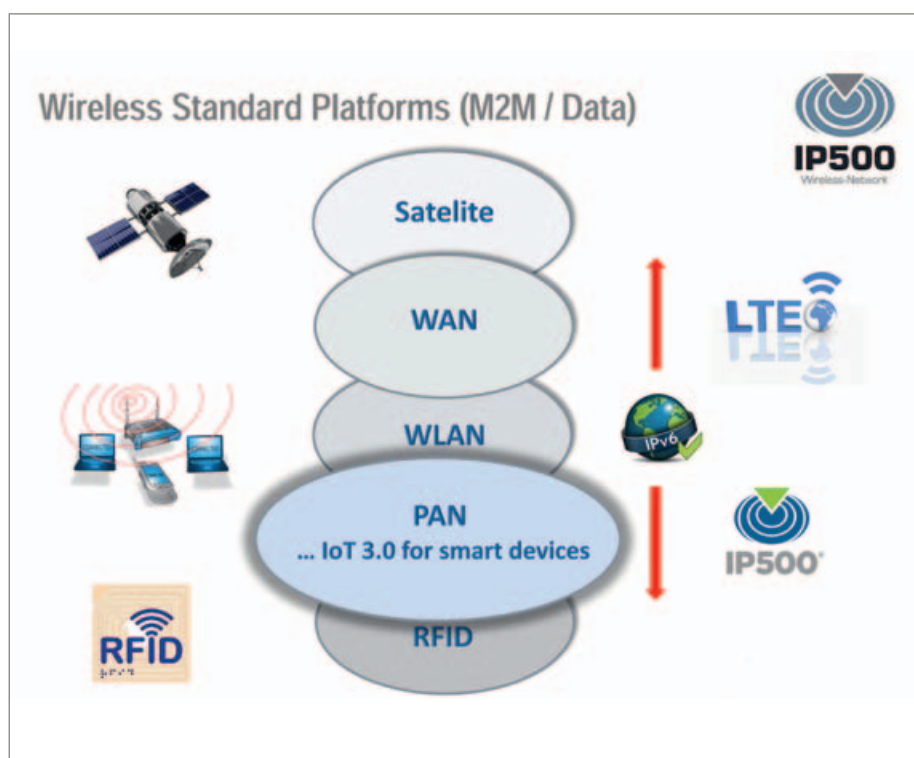 Wireless Standard Platforms (M2M / Data)
IP500
Wireless-Network
Satelite
WAN
LTE
WLAN
IPv6
PAN
... IoT 3.0 for smart devices
IP500®
RFID
RFID